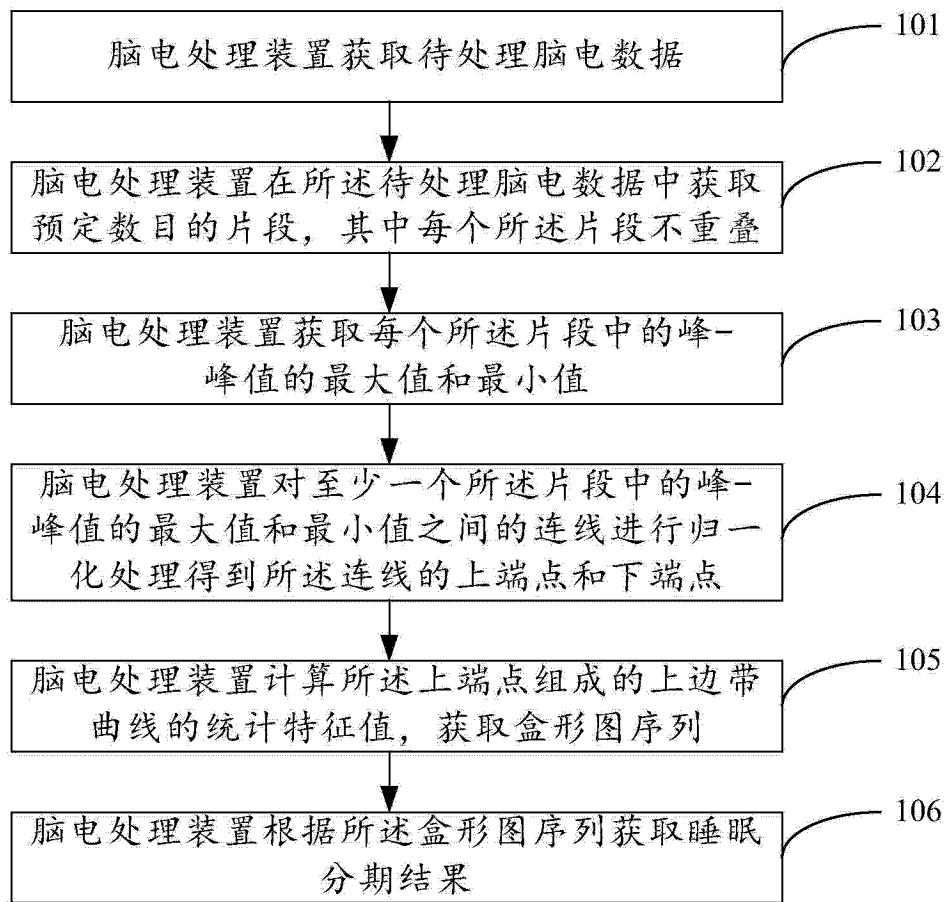 脑电处理装置获取待处理脑电数据
101
脑电处理装置在所述待处理脑电数据中获取
预定数目的片段，其中每个所述片段不重叠
102
脑电处理装置获取每个所述片段中的峰-
峰值的最大值和最小值
103
脑电处理装置对至少一个所述片段中的峰-
峰值的最大值和最小值之间的连线进行归一
化处理得到所述连线的上端点和下端点
104
脑电处理装置计算所述上端点组成的上边带
曲线的统计特征值，获取盒形图序列
105
脑电处理装置根据所述盒形图序列获取睡眠
分期结果
106